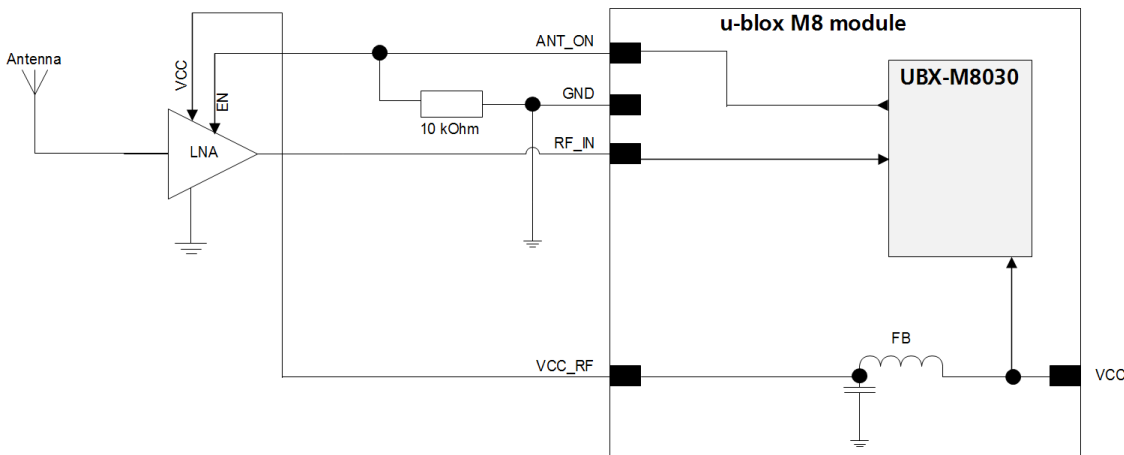 u-blox M8 module
ANT_ON
Antenna
VCC
UBX-M8030
EN
GND
10 kOhm
LNA
RF_IN
FB
VCC_RF
VCC